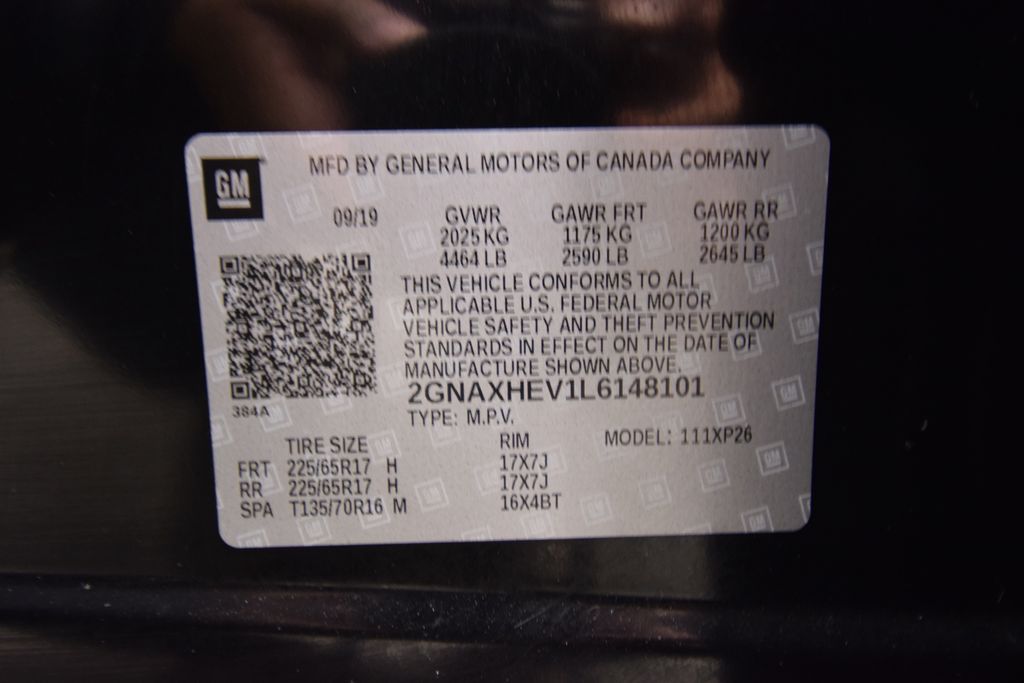 MFD BY GENERAL MOTORS OF CANADA COMPANY
GM
09/19 GVWR GAWR FRT GAWR RR
2025 KG 1175 KG 1200 KG
4464 LB 2590 LB 2645 LB
THIS VEHICLE CONFORMS TO ALL
APPLICABLE U.S. FEDERAL MOTOR
VEHICLE SAFETY AND THEFT PREVENTION
STANDARDS IN EFFECT ON THE DATE OF
MANUFACTURE SHOWN ABOVE.
2GNAXHEV1L6148101
384A
TYPE: M.P.V.
TIRE SIZE RIM MODEL: 111XP26
FRT 225/65R17 H 17X7J
RR 225/65R17 H 17X7J
SPA T135/70R16 M 16X4BT